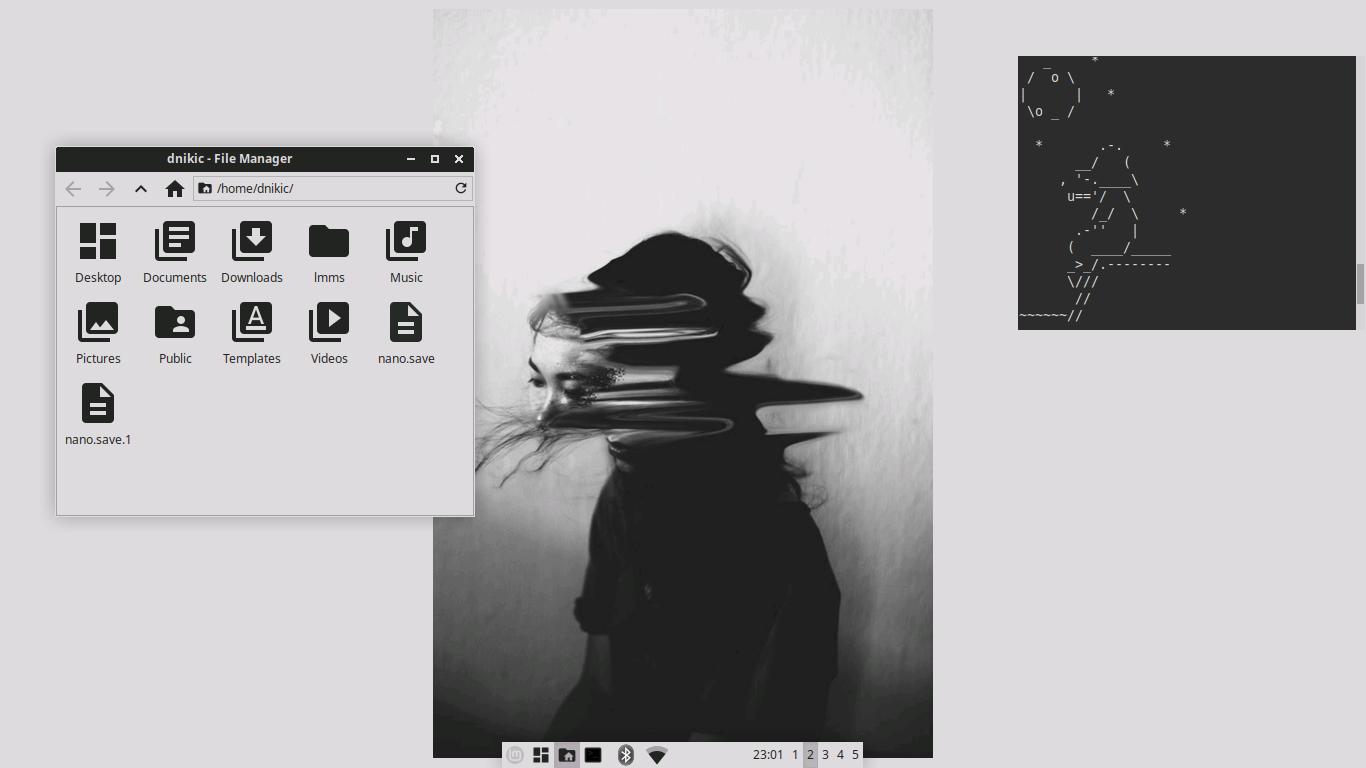 dnikic - File Manager
/home/dnikic/
Desktop Documents Downloads lmms Music
Pictures Public Templates Videos nano.save
nano.save.1
    _     *
 /  o \
|      |   *
 \o _ /

  *       .-.     *
       __/   (
     , '-.____\
      u=='/  \
         /_/  \     *
       .-''    |
      (  ____/_____
      _>_/.--------
      \///
       //
~~~~~~//
23:01 1 2 3 4 5